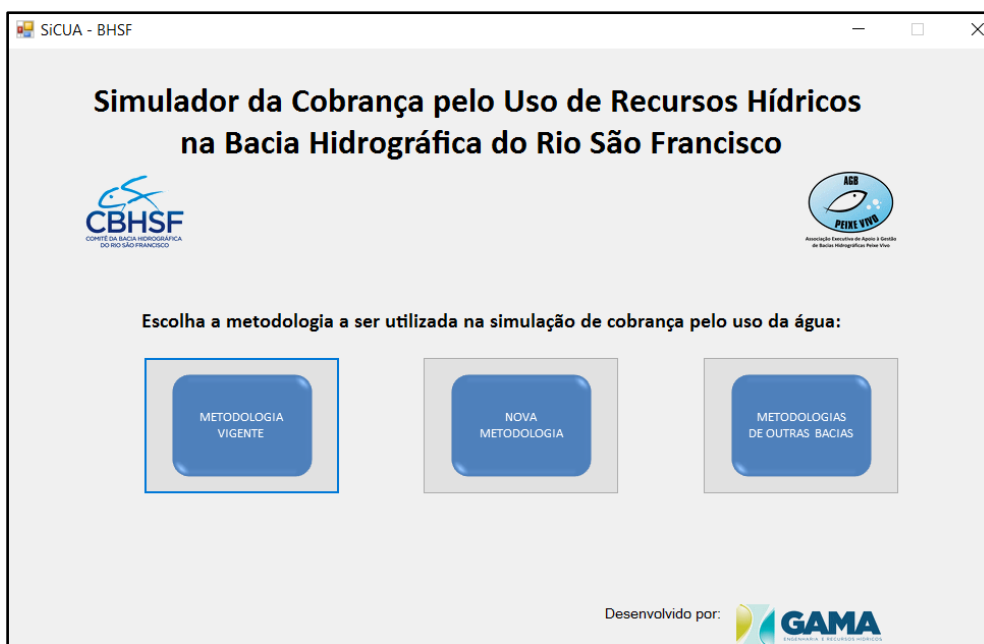 SiCUA - BHSF
Simulador da Cobrança pelo Uso de Recursos Hídricos
na Bacia Hidrográfica do Rio São Francisco
CBHSF
COMITÊ DA BACIA HIDROGRÁFICA
DO RIO SÃO FRANCISCO
AGB
PEIXE VIVO
Associação Executiva de Apoio à Gestão
de Bacias Hidrográficas Peixe Vivo
Escolha a metodologia a ser utilizada na simulação de cobrança pelo uso da água:
METODOLOGIA
VIGENTE
NOVA
METODOLOGIA
METODOLOGIAS
DE OUTRAS BACIAS
Desenvolvido por:
GAMA
ENGENHARIA E RECURSOS HÍDRICOS